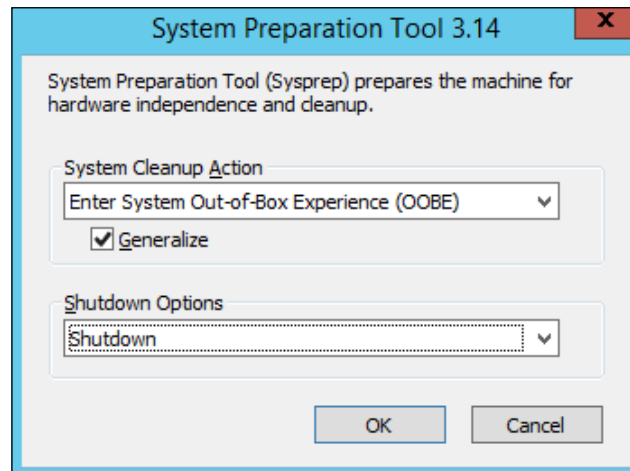 System Preparation Tool 3.14
X
System Preparation Tool (Sysprep) prepares the machine for
hardware independence and cleanup.
System Cleanup Action
Enter System Out-of-Box Experience (OOBE)
Generalize
Shutdown Options
Shutdown
OK
Cancel